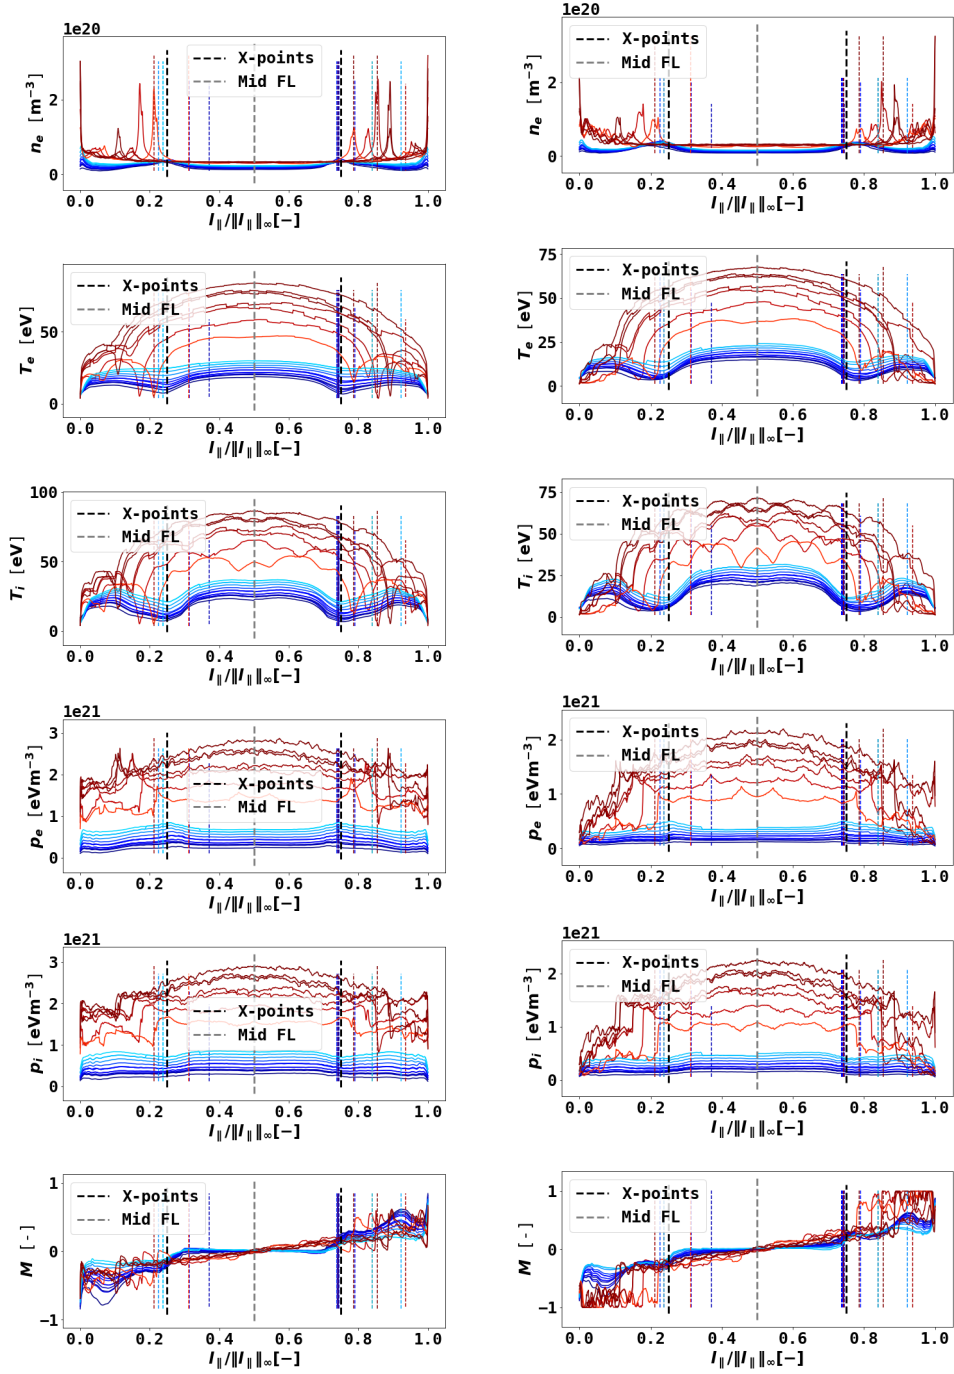 1e20
X-points
Mid FL
2
0
n_e [m^{-3}]
0.0 0.2 0.4 0.6 0.8 1.0
l_∥/‖l_∥‖_∞[−]
1e20
X-points
Mid FL
2
0
n_e [m^{-3}]
0.0 0.2 0.4 0.6 0.8 1.0
l_∥/‖l_∥‖_∞[−]
X-points
Mid FL
50
0
T_e [eV]
0.0 0.2 0.4 0.6 0.8 1.0
l_∥/‖l_∥‖_∞[−]
75
X-points
Mid FL
50
25
0
T_e [eV]
0.0 0.2 0.4 0.6 0.8 1.0
l_∥/‖l_∥‖_∞[−]
100
X-points
Mid FL
50
0
T_i [eV]
0.0 0.2 0.4 0.6 0.8 1.0
l_∥/‖l_∥‖_∞[−]
75
X-points
Mid FL
50
25
0
T_i [eV]
0.0 0.2 0.4 0.6 0.8 1.0
l_∥/‖l_∥‖_∞[−]
1e21
3
2
X-points
Mid FL
1
0
p_e [eVm^{-3}]
0.0 0.2 0.4 0.6 0.8 1.0
l_∥/‖l_∥‖_∞[−]
1e21
X-points
Mid FL
2
1
0
p_e [eVm^{-3}]
0.0 0.2 0.4 0.6 0.8 1.0
l_∥/‖l_∥‖_∞[−]
1e21
3
2
X-points
Mid FL
1
0
p_i [eVm^{-3}]
0.0 0.2 0.4 0.6 0.8 1.0
l_∥/‖l_∥‖_∞[−]
1e21
X-points
Mid FL
2
1
0
p_i [eVm^{-3}]
0.0 0.2 0.4 0.6 0.8 1.0
l_∥/‖l_∥‖_∞[−]
1
X-points
Mid FL
0
−1
M [-]
0.0 0.2 0.4 0.6 0.8 1.0
l_∥/‖l_∥‖_∞[−]
X-points
1
Mid FL
0
−1
M [-]
0.0 0.2 0.4 0.6 0.8 1.0
l_∥/‖l_∥‖_∞[−]